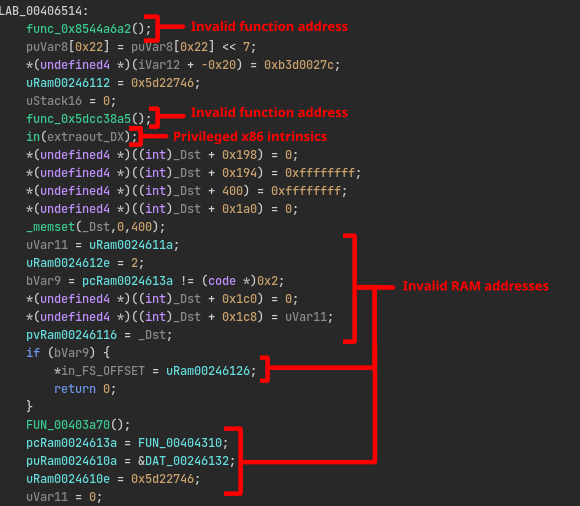 LAB_00406514:
func_0x8544a6a2(); Invalid function address
puVar8[0x22] = puVar8[0x22] << 7;
*(undefined4 *)(iVar12 + -0x20) = 0xb3d0027c;
uRam00246112 = 0x5d22746;
uStack16 = 0;
func_0x5dcc38a5(); Invalid function address
in(extraout_DX); Privileged x86 intrinsics
*(undefined4 *)((int)_Dst + 0x198) = 0;
*(undefined4 *)((int)_Dst + 0x194) = 0xffffffff;
*(undefined4 *)((int)_Dst + 400) = 0xffffffff;
*(undefined4 *)((int)_Dst + 0x1a0) = 0;
_memset(_Dst,0,400);
uVar11 = uRam0024611a;
uRam0024612e = 2;
bVar9 = pcRam0024613a != (code *)0x2;
Invalid RAM addresses
*(undefined4 *)((int)_Dst + 0x1c0) = 0;
*(undefined4 *)((int)_Dst + 0x1c8) = uVar11;
pvRam00246116 = _Dst;
if (bVar9) {
*in_FS_OFFSET = uRam00246126;
return 0;
}
FUN_00403a70();
pcRam0024613a = FUN_00404310;
puRam0024610a = &DAT_00246132;
uRam0024610e = 0x5d22746;
uVar11 = 0;